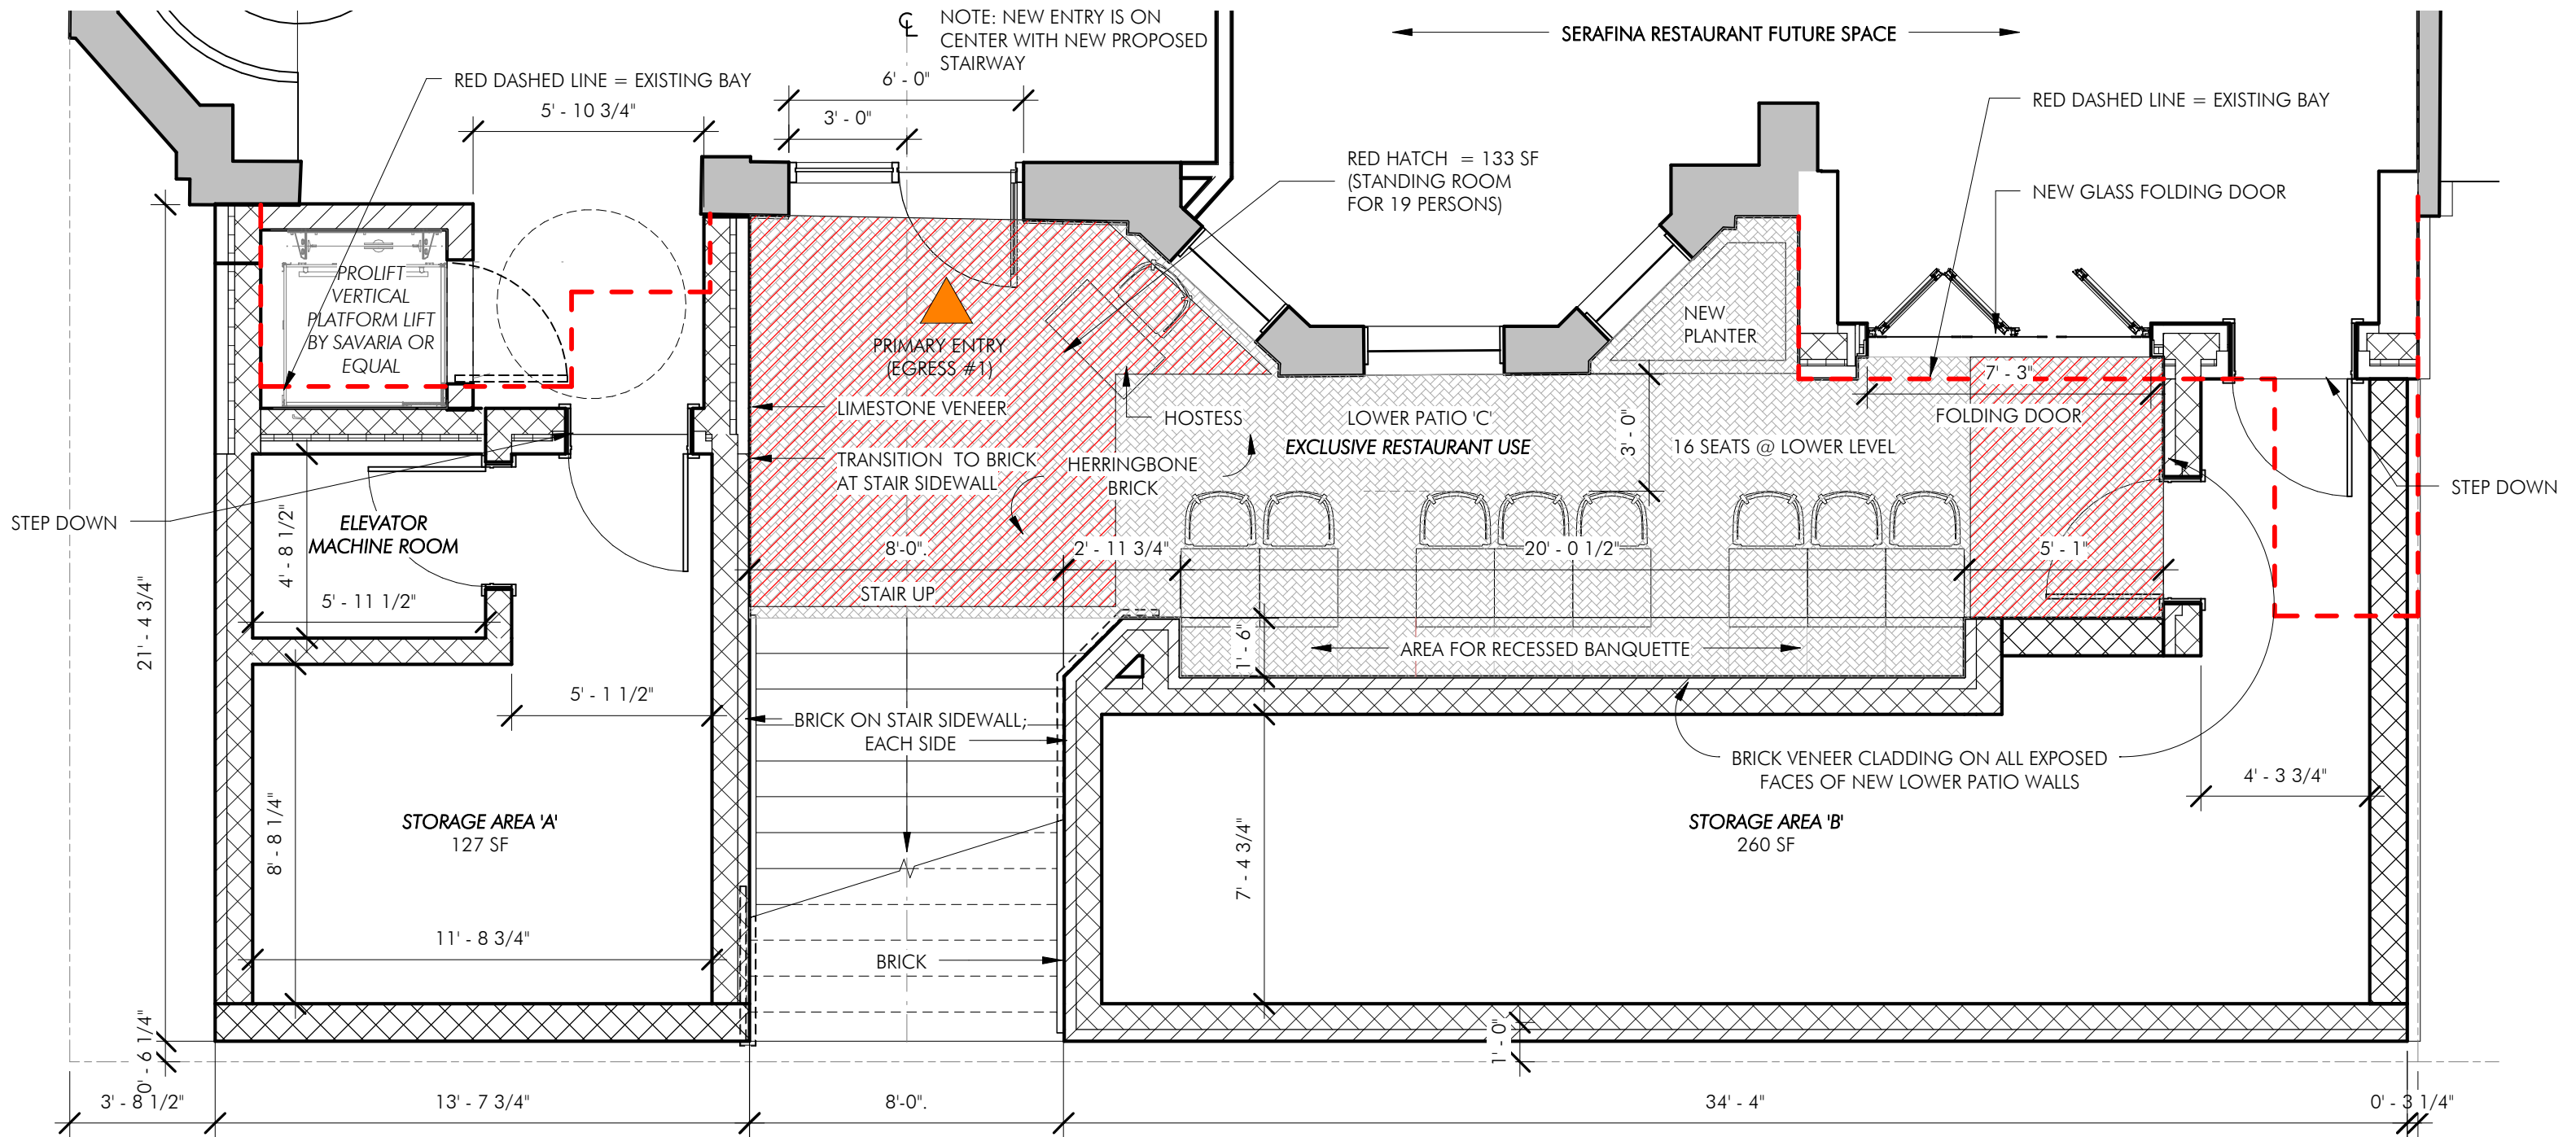 ℄
NOTE: NEW ENTRY IS ON
CENTER WITH NEW PROPOSED
STAIRWAY
SERAFINA RESTAURANT FUTURE SPACE
RED DASHED LINE = EXISTING BAY
5' - 10 3/4"
6' - 0"
3' - 0"
RED HATCH = 133 SF
(STANDING ROOM
FOR 19 PERSONS)
RED DASHED LINE = EXISTING BAY
NEW GLASS FOLDING DOOR
PROLIFT
VERTICAL
PLATFORM LIFT
BY SAVARIA OR
EQUAL
PRIMARY ENTRY
(EGRESS #1)
NEW
PLANTER
7' - 3"
FOLDING DOOR
LIMESTONE VENEER
HOSTESS
LOWER PATIO 'C'
EXCLUSIVE RESTAURANT USE
3' - 0"
16 SEATS @ LOWER LEVEL
TRANSITION TO BRICK
AT STAIR SIDEWALL
HERRINGBONE
BRICK
STEP DOWN
STEP DOWN
ELEVATOR
MACHINE ROOM
4' - 8 1/2"
5' - 11 1/2"
8'-0".
2' - 11 3/4"
20' - 0 1/2"
5' - 1"
STAIR UP
21' - 4 3/4"
1' - 6"
AREA FOR RECESSED BANQUETTE
5' - 1 1/2"
BRICK ON STAIR SIDEWALL;
EACH SIDE
BRICK VENEER CLADDING ON ALL EXPOSED
FACES OF NEW LOWER PATIO WALLS
4' - 3 3/4"
8' - 8 1/4"
STORAGE AREA 'A'
127 SF
7' - 4 3/4"
STORAGE AREA 'B'
260 SF
11' - 8 3/4"
BRICK
0' - 6 1/4"
1' - 0"
3' - 8 1/2"
13' - 7 3/4"
8'-0".
34' - 4"
0' - 3 1/4"